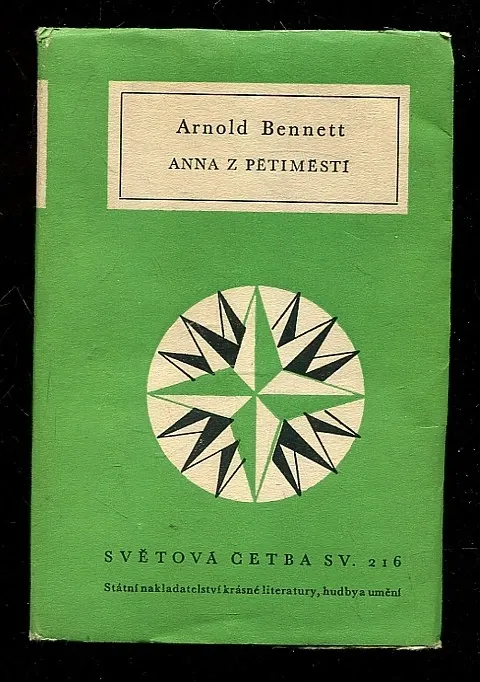 Arnold Bennett
ANNA Z PĚTIMĚSTÍ
SVĚTOVÁ ČETBA SV. 216
Státní nakladatelství krásné literatury, hudby a umění